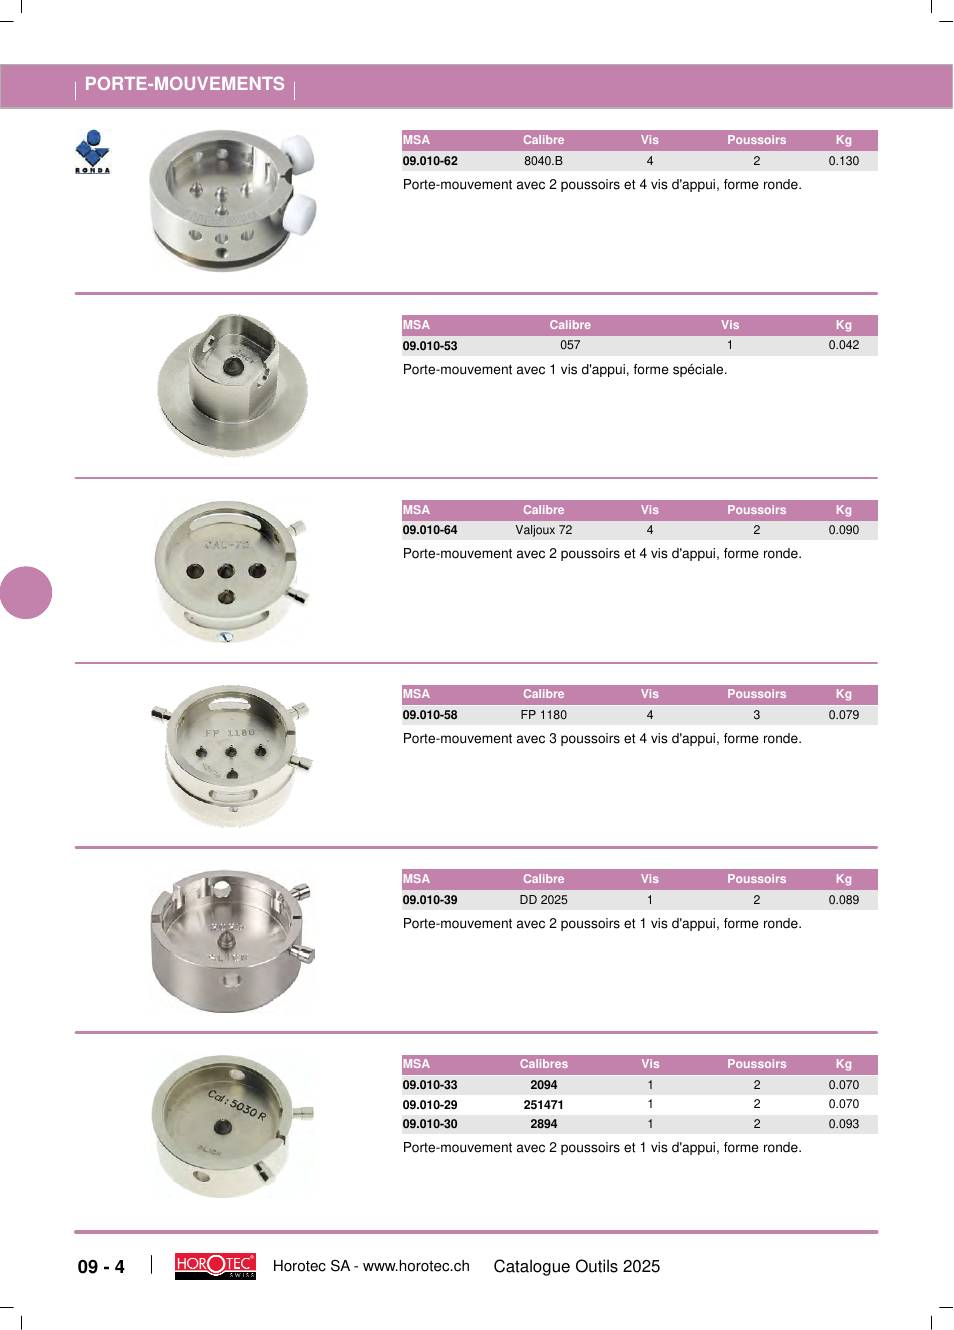 PORTE-MOUVEMENTS
RONDA
MSA Calibre Vis Poussoirs Kg
09.010-62 8040.B 4 2 0.130
Porte-mouvement avec 2 poussoirs et 4 vis d'appui, forme ronde.
MSA Calibre Vis Kg
09.010-53 057 1 0.042
Porte-mouvement avec 1 vis d'appui, forme spéciale.
CAL-72
MSA Calibre Vis Poussoirs Kg
09.010-64 Valjoux 72 4 2 0.090
Porte-mouvement avec 2 poussoirs et 4 vis d'appui, forme ronde.
FP 1180
MSA Calibre Vis Poussoirs Kg
09.010-58 FP 1180 4 3 0.079
Porte-mouvement avec 3 poussoirs et 4 vis d'appui, forme ronde.
MSA Calibre Vis Poussoirs Kg
09.010-39 DD 2025 1 2 0.089
Porte-mouvement avec 2 poussoirs et 1 vis d'appui, forme ronde.
Cal: 5030 R
MSA Calibres Vis Poussoirs Kg
09.010-33 2094 1 2 0.070
09.010-29 251471 1 2 0.070
09.010-30 2894 1 2 0.093
Porte-mouvement avec 2 poussoirs et 1 vis d'appui, forme ronde.
09 - 4 HOROTEC® SWISS Horotec SA - www.horotec.ch Catalogue Outils 2025